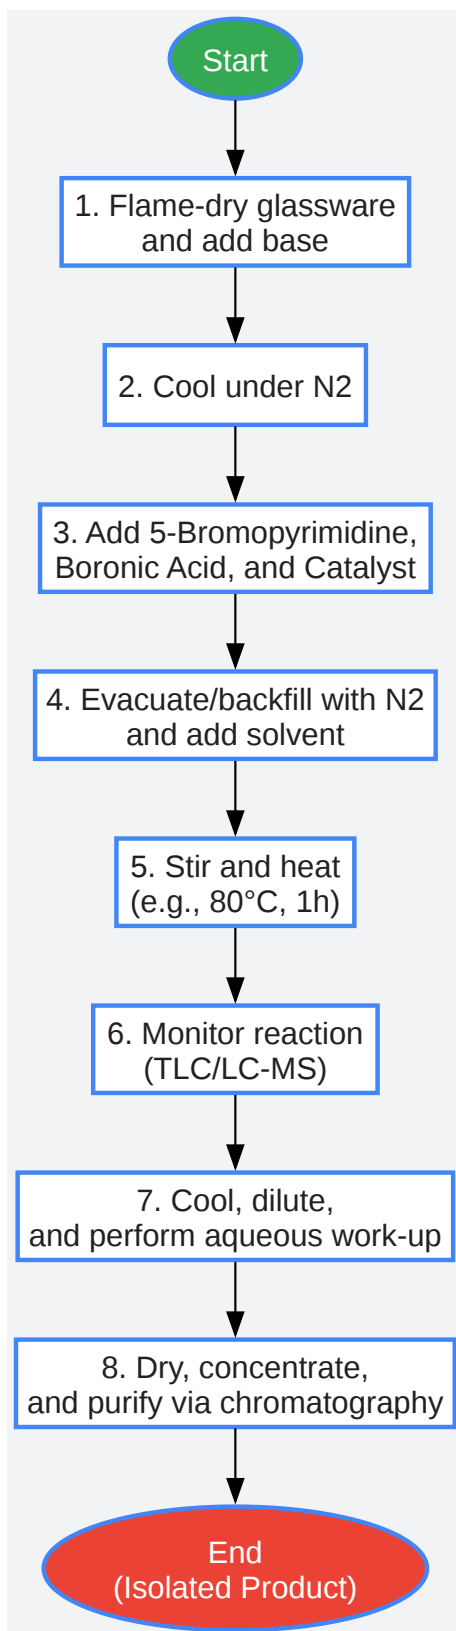 Start
1. Flame-dry glassware
and add base
2. Cool under N2
3. Add 5-Bromopyrimidine,
Boronic Acid, and Catalyst
4. Evacuate/backfill with N2
and add solvent
5. Stir and heat
(e.g., 80°C, 1h)
6. Monitor reaction
(TLC/LC-MS)
7. Cool, dilute,
and perform aqueous work-up
8. Dry, concentrate,
and purify via chromatography
End
(Isolated Product)